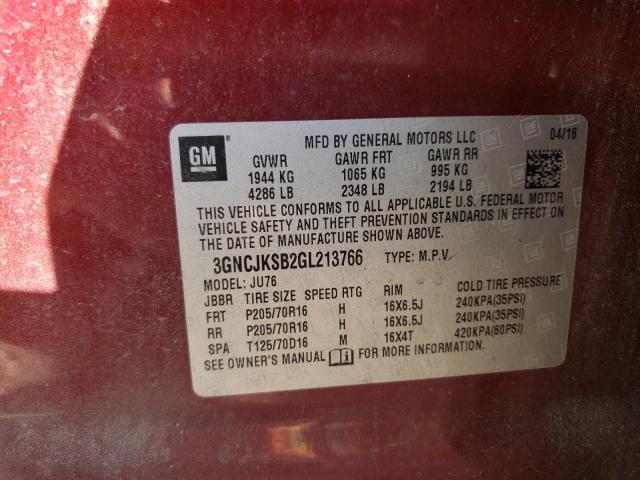 GM ®
MFD BY GENERAL MOTORS LLC 04/16
GVWR GAWR FRT GAWR RR
1944 KG 1065 KG 995 KG
4286 LB 2348 LB 2194 LB
THIS VEHICLE CONFORMS TO ALL APPLICABLE U.S. FEDERAL MOTOR
VEHICLE SAFETY AND THEFT PREVENTION STANDARDS IN EFFECT ON
THE DATE OF MANUFACTURE SHOWN ABOVE.
3GNCJKSB2GL213766 TYPE: M.P.V.
MODEL: JU76
JBBR TIRE SIZE SPEED RTG RIM COLD TIRE PRESSURE
FRT P205/70R16 H 16X6.5J 240KPA(35PSI)
RR P205/70R16 H 16X6.5J 240KPA(35PSI)
SPA T125/70D16 M 16X4T 420KPA(60PSI)
SEE OWNER'S MANUAL i FOR MORE INFORMATION.